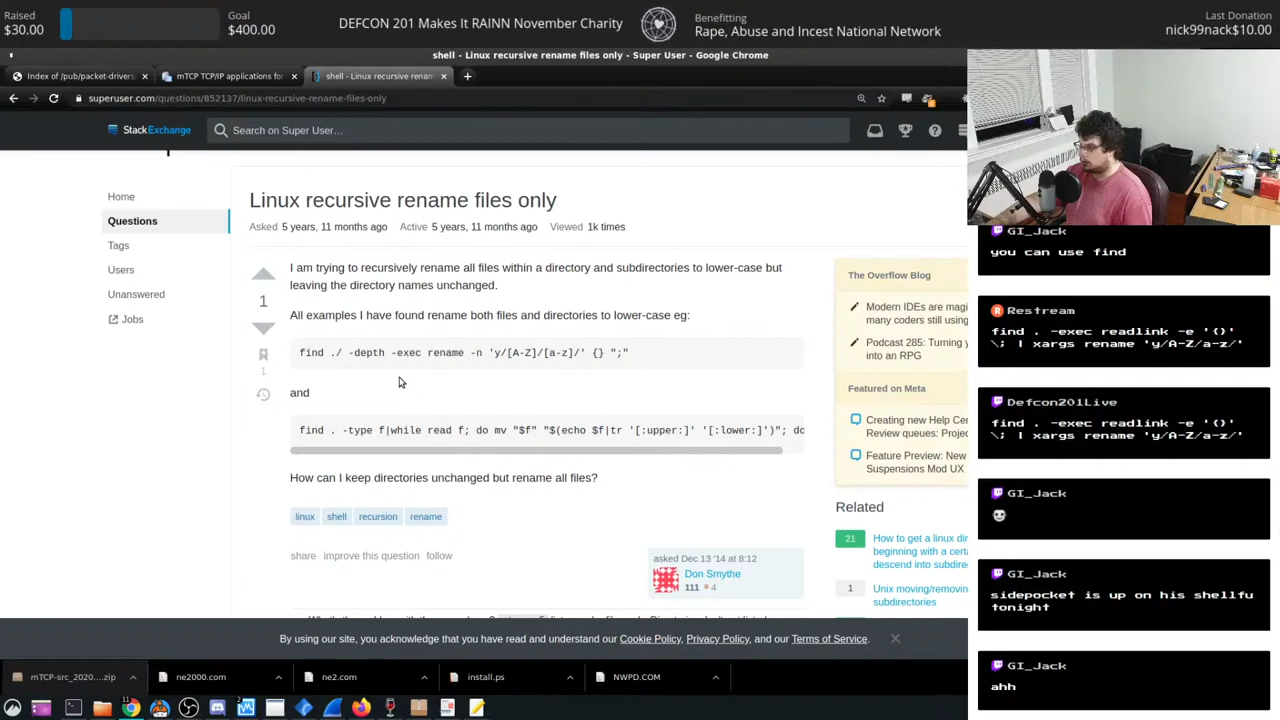 Raised
$30.00
Goal
$400.00
DEFCON 201 Makes It RAINN November Charity
Benefitting
Rape, Abuse and Incest National Network
Last Donation
nick99nack$10.00
shell - Linux recursive rename files only - Super User - Google Chrome
Index of /pub/packet-drivers
mTCP TCP/IP applications for
shell - Linux recursive renam
superuser.com/questions/852137/linux-recursive-rename-files-only
StackExchange
Search on Super User…
Home
Questions
Tags
Users
Unanswered
Jobs
Linux recursive rename files only
Asked 5 years, 11 months ago Active 5 years, 11 months ago Viewed 1k times
1
1
I am trying to recursively rename all files within a directory and subdirectories to lower-case but
leaving the directory names unchanged.
All examples I have found rename both files and directories to lower-case eg:
find ./ -depth -exec rename -n 'y/[A-Z]/[a-z]/' {} ";"
and
find . -type f|while read f; do mv "$f" "$(echo $f|tr '[:upper:]' '[:lower:]')"; do
How can I keep directories unchanged but rename all files?
linux shell recursion rename
share improve this question follow
asked Dec 13 '14 at 8:12
Don Smythe
111 4
The Overflow Blog
Modern IDEs are magi
many coders still using
Podcast 285: Turning y
into an RPG
Featured on Meta
Creating new Help Cen
Review queues: Projec
Feature Preview: New
Suspensions Mod UX
Related
21
How to get a linux dir
beginning with a certa
descend into subdirec
1
Unix moving/removing
subdirectories
By using our site, you acknowledge that you have read and understand our Cookie Policy, Privacy Policy, and our Terms of Service.
mTCP-src_2020....zip
ne2000.com
ne2.com
install.ps
NWPD.COM
11
2
GI_Jack
you can use find
Restream
find . -exec readlink -e '{}'
\; | xargs rename 'y/A-Z/a-z/'
Defcon201Live
find . -exec readlink -e '{}'
\; | xargs rename 'y/A-Z/a-z/'
GI_Jack
GI_Jack
sidepocket is up on his shellfu
tonight
GI_Jack
ahh